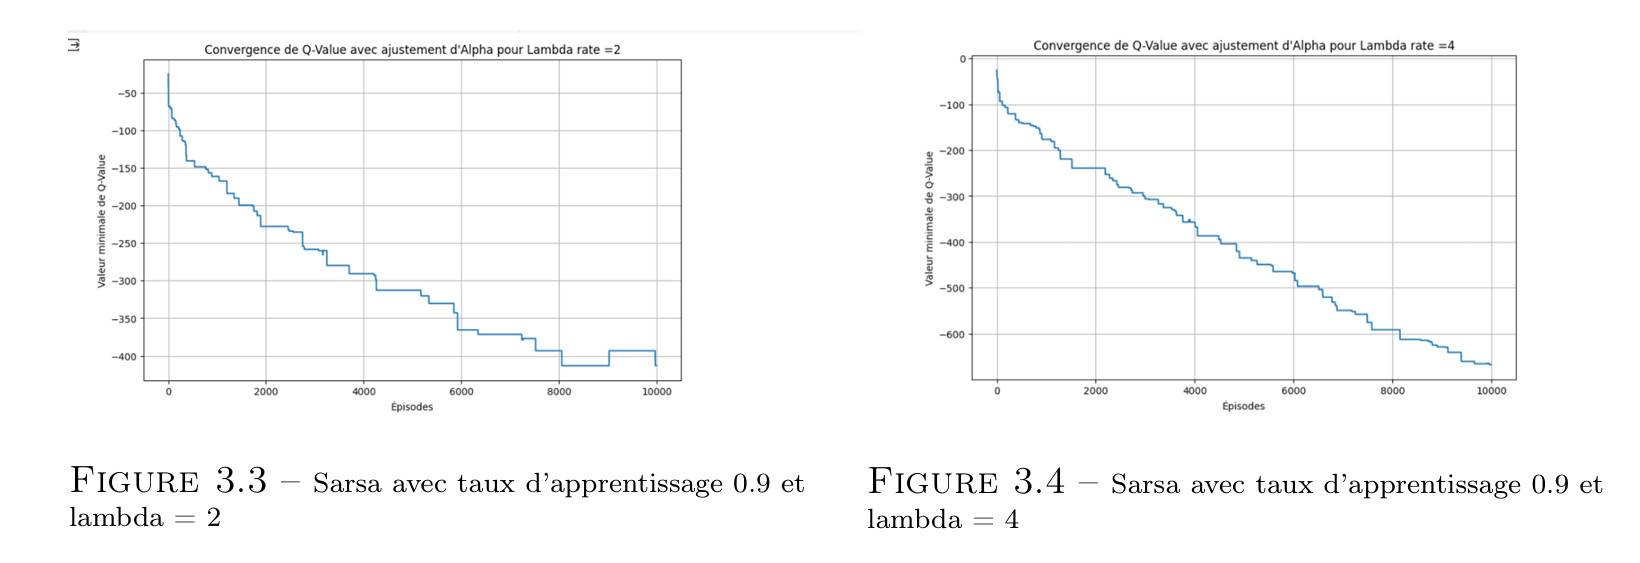 Convergence de Q-Value avec ajustement d'Alpha pour Lambda rate =2
−50
−100
−150
−200
−250
−300
−350
−400
Valeur minimale de Q-Value
0 2000 4000 6000 8000 10000
Épisodes
FIGURE 3.3 – Sarsa avec taux d'apprentissage 0.9 et
lambda = 2
Convergence de Q-Value avec ajustement d'Alpha pour Lambda rate =4
0
−100
−200
−300
−400
−500
−600
Valeur minimale de Q-Value
0 2000 4000 6000 8000 10000
Épisodes
FIGURE 3.4 – Sarsa avec taux d'apprentissage 0.9 et
lambda = 4